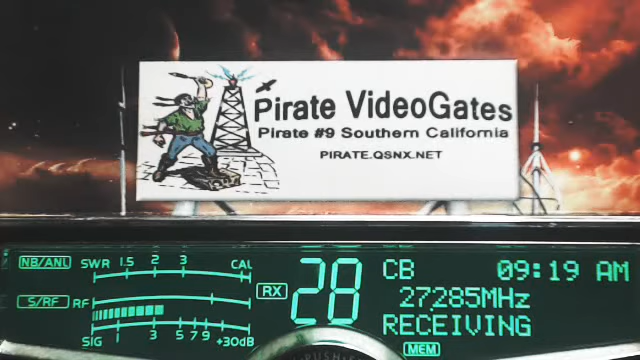 Pirate VideoGates
Pirate #9 Southern California
PIRATE.QSNX.NET
NB/ANL SWR 1.5 2 3 CAL
28
CB 09:19 AM
S/RF RF
RX
27285MHz
RECEIVING
SIG 1 3 5 7 9 +30dB
MEM
PUSH